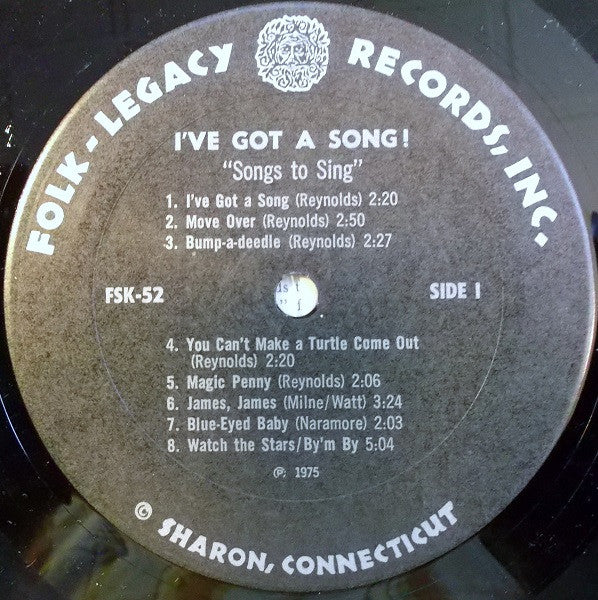 FOLK-LEGACY RECORDS, INC.
I'VE GOT A SONG!
"Songs to Sing"
1. I've Got a Song (Reynolds) 2:20
2. Move Over (Reynolds) 2:50
3. Bump-a-deedle (Reynolds) 2:27
FSK-52
SIDE 1
4. You Can't Make a Turtle Come Out
(Reynolds) 2:20
5. Magic Penny (Reynolds) 2:06
6. James, James (Milne/Watt) 3:24
7. Blue-Eyed Baby (Naramore) 2:03
8. Watch the Stars/By'm By 5:04
℗ 1975
© SHARON, CONNECTICUT